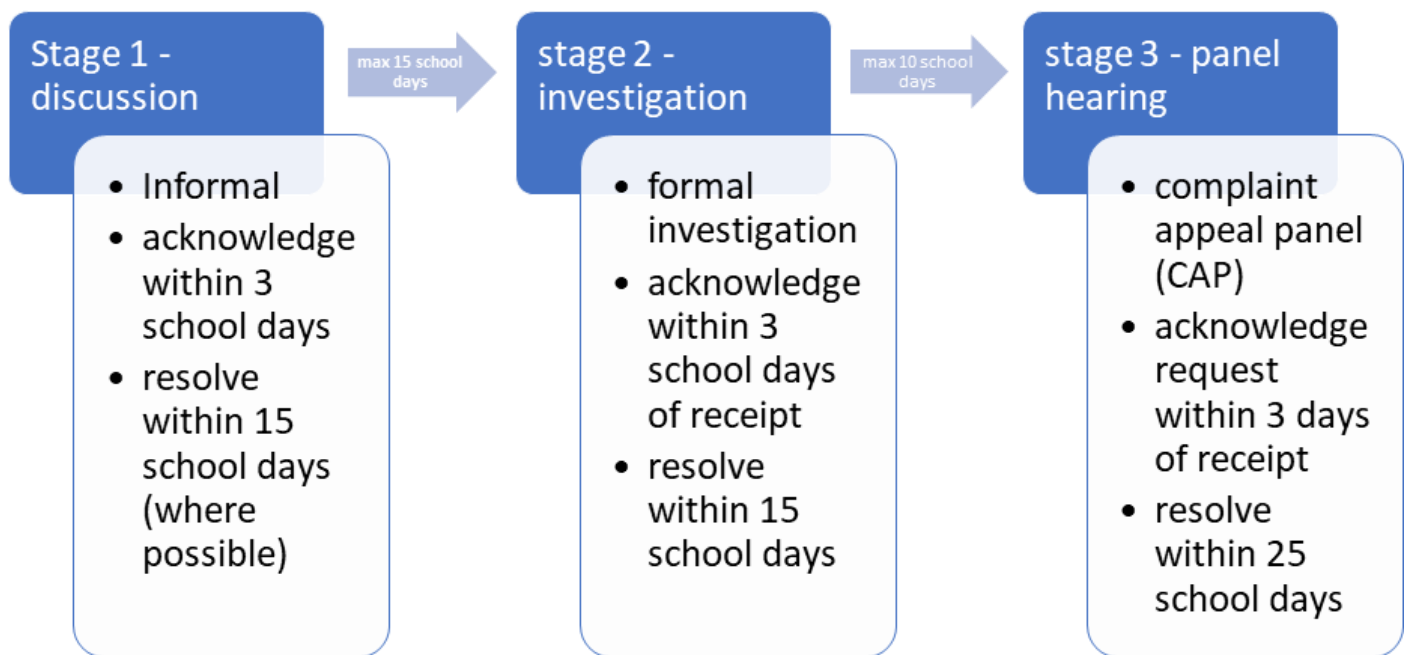 Stage 1 -
discussion
• Informal
• acknowledge
within 3
school days
• resolve
within 15
school days
(where
possible)
max 15 school
days
stage 2 -
investigation
• formal
investigation
• acknowledge
within 3
school days
of receipt
• resolve
within 15
school days
max 10 school
days
stage 3 - panel
hearing
• complaint
appeal panel
(CAP)
• acknowledge
request
within 3 days
of receipt
• resolve
within 25
school days